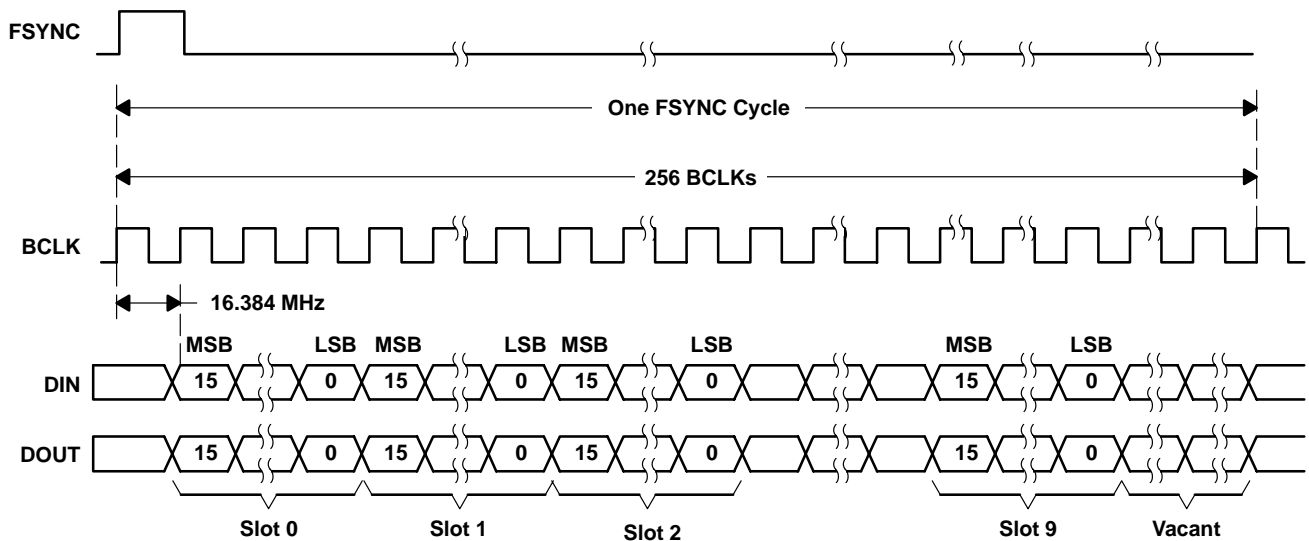 FSYNC
One FSYNC Cycle
256 BCLKs
BCLK
16.384 MHz
MSB LSB MSB LSB MSB LSB MSB LSB
DIN 15 0 15 0 15 0 15 0
DOUT 15 0 15 0 15 0 15 0
Slot 0 Slot 1 Slot 2 Slot 9 Vacant